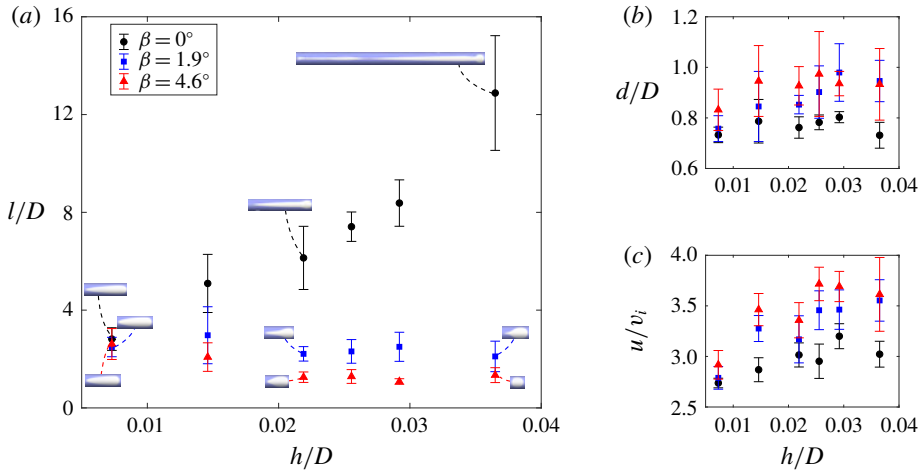 (a)
16
12
8
4
0
l/D
β = 0°
β = 1.9°
β = 4.6°
0.01
0.02
0.03
0.04
h/D
(b)
1.2
1.0
d/D
0.8
0.6
0.01
0.02
0.03
0.04
(c)
4.0
3.5
u/v_i
3.0
2.5
0.01
0.02
0.03
0.04
h/D